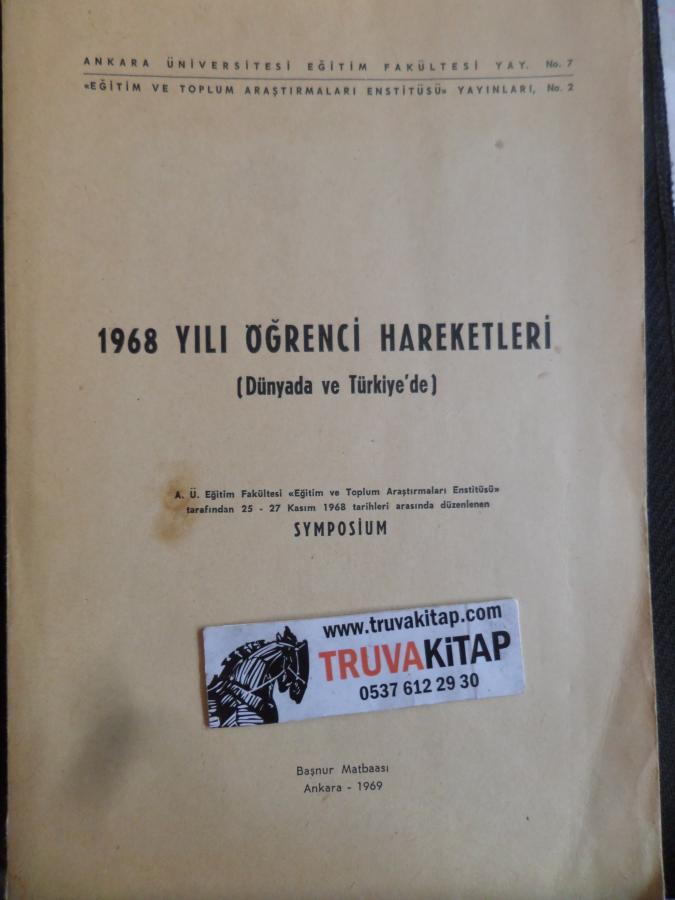 ANKARA ÜNİVERSİTESİ EĞİTİM FAKÜLTESİ YAY. No. 7
«EĞİTİM VE TOPLUM ARAŞTIRMALARI ENSTİTÜSÜ» YAYINLARI, No. 2
1968 YILI ÖĞRENCİ HAREKETLERİ
(Dünyada ve Türkiye'de)
A. Ü. Eğitim Fakültesi «Eğitim ve Toplum Araştırmaları Enstitüsü»
tarafından 25 - 27 Kasım 1968 tarihleri arasında düzenlenen
SYMPOSİUM
www.truvakitap.com
TRUVAKİTAP
0537 612 29 30
Başnur Matbaası
Ankara - 1969